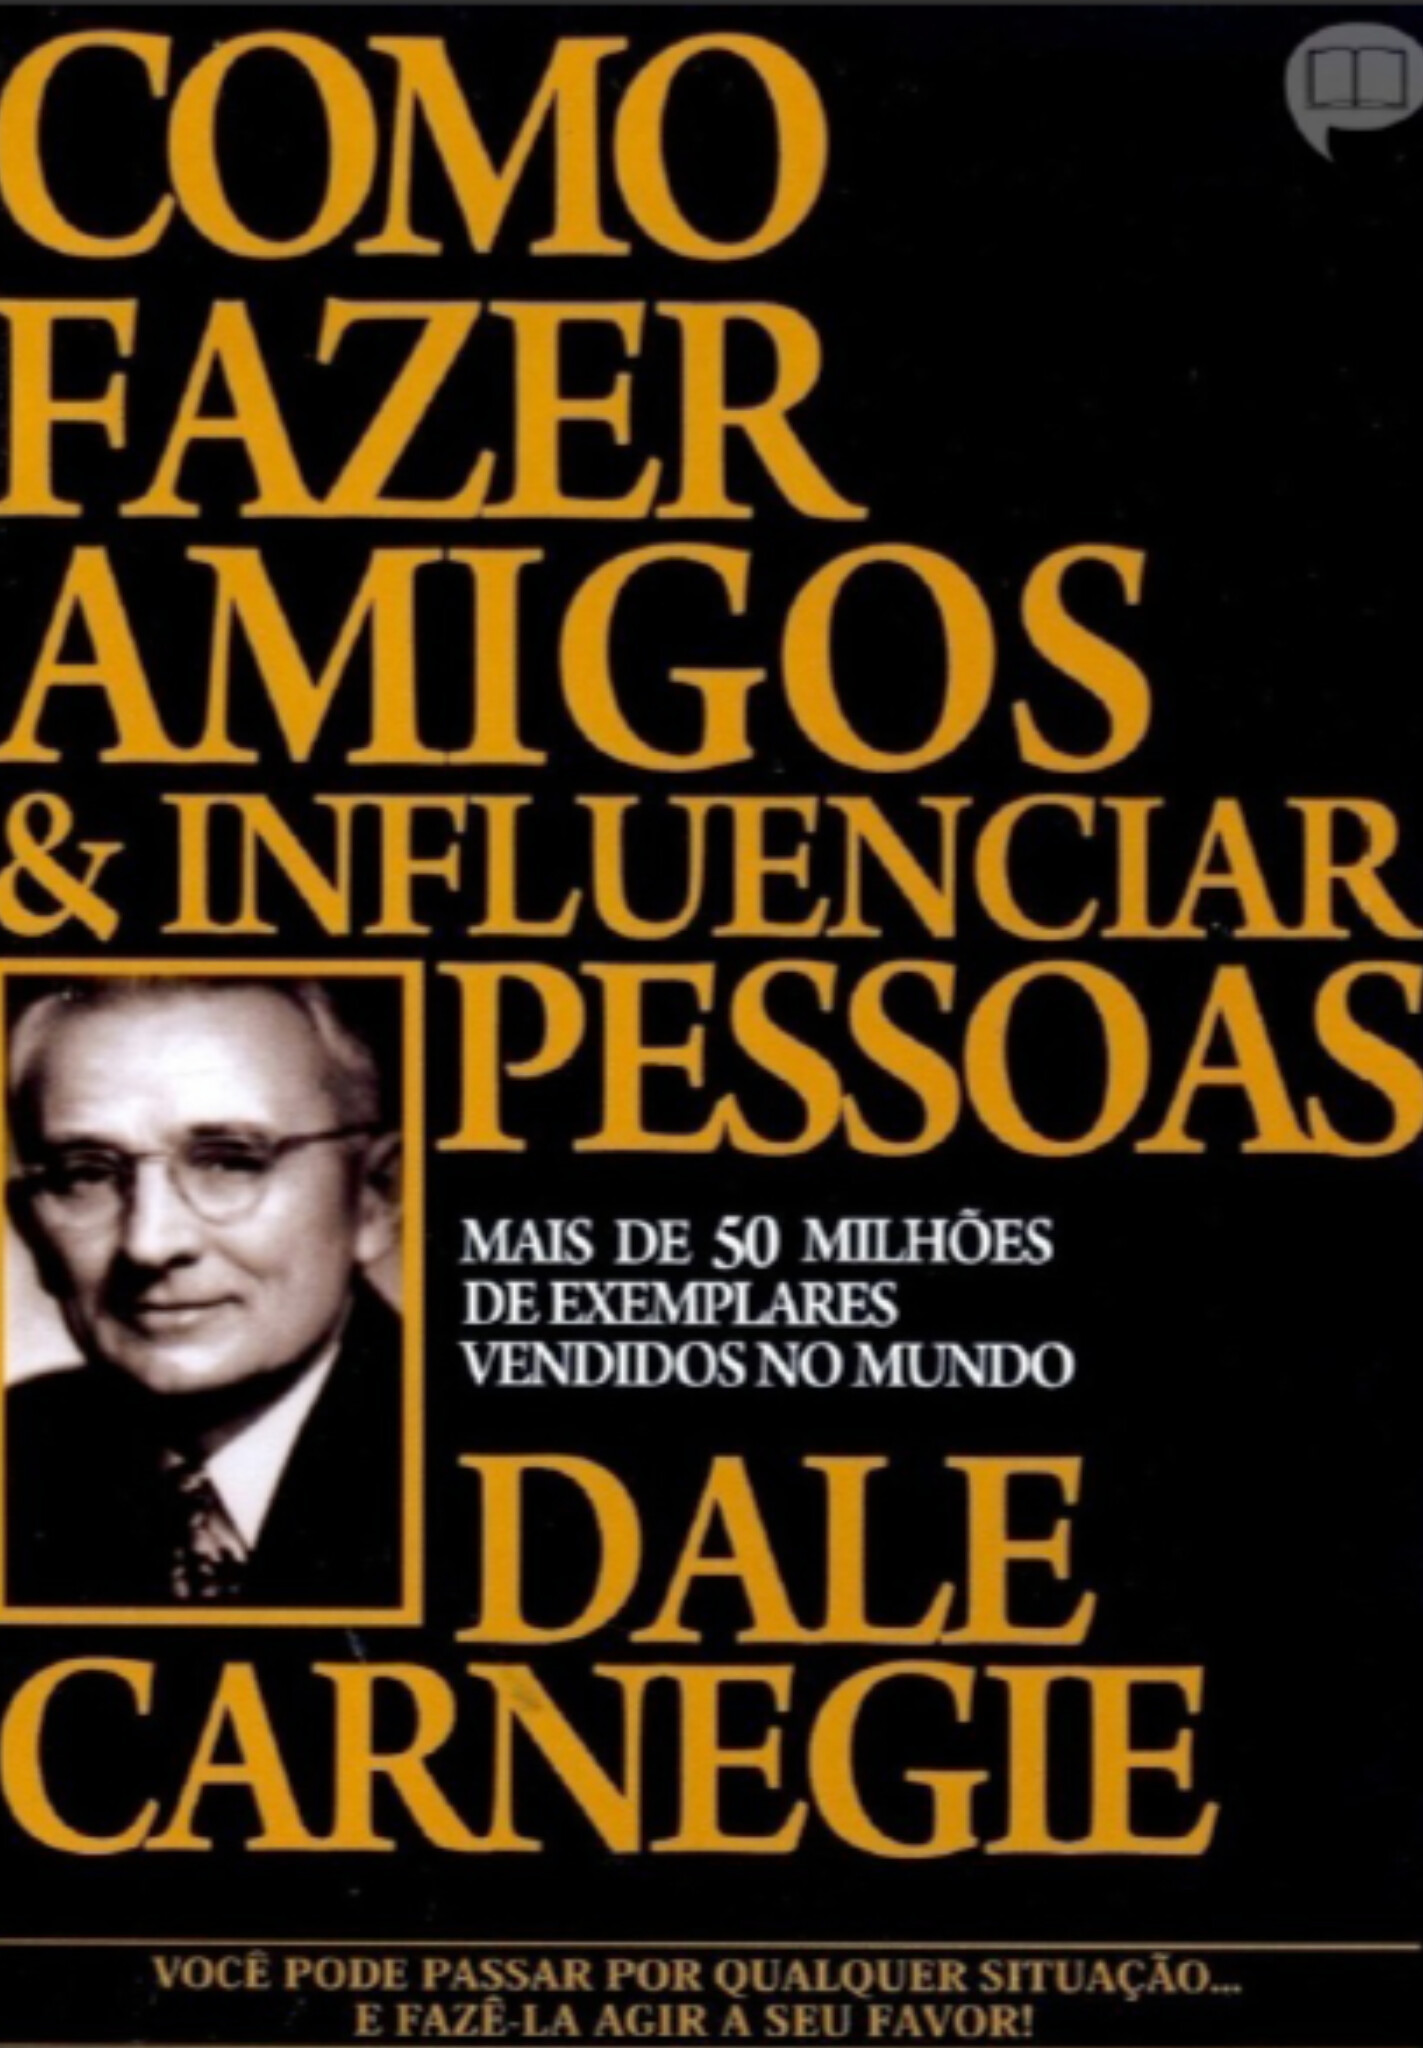 COMO
FAZER
AMIGOS
& INFLUENCIAR
PESSOAS
MAIS DE 50 MILHÕES
DE EXEMPLARES
VENDIDOS NO MUNDO
DALE
CARNEGIE
VOCÊ PODE PASSAR POR QUALQUER SITUAÇÃO...
E FAZÊ-LA AGIR A SEU FAVOR!